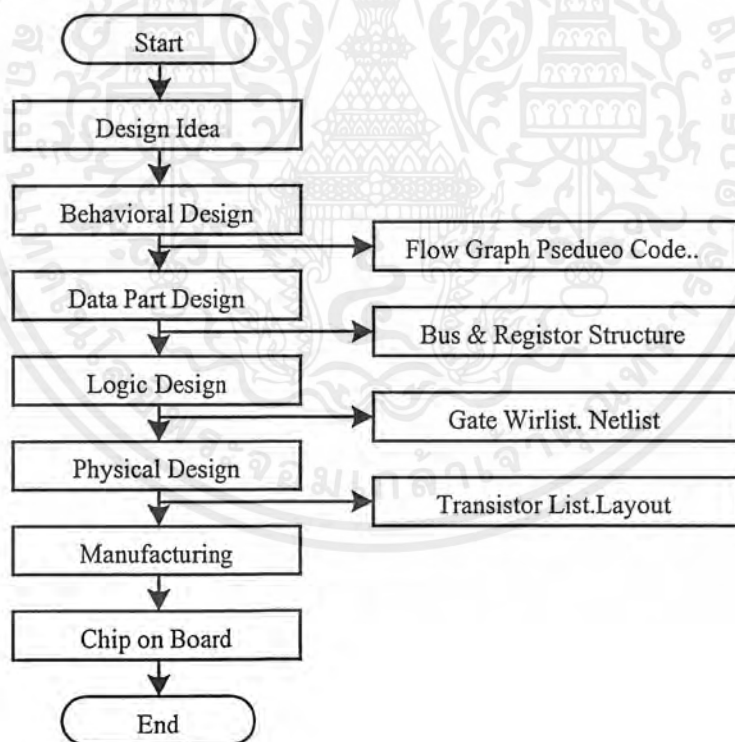 Start
Design Idea
Behavioral Design
Flow Graph Psedueo Code..
Data Part Design
Bus & Registor Structure
Logic Design
Gate Wirlist. Netlist
Physical Design
Transistor List.Layout
Manufacturing
Chip on Board
End